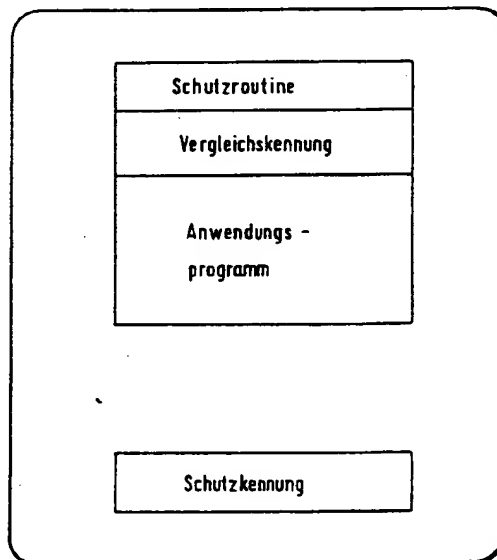 Schutzroutine
Vergleichskennung
Anwendungs -
programm
Schutzkennung